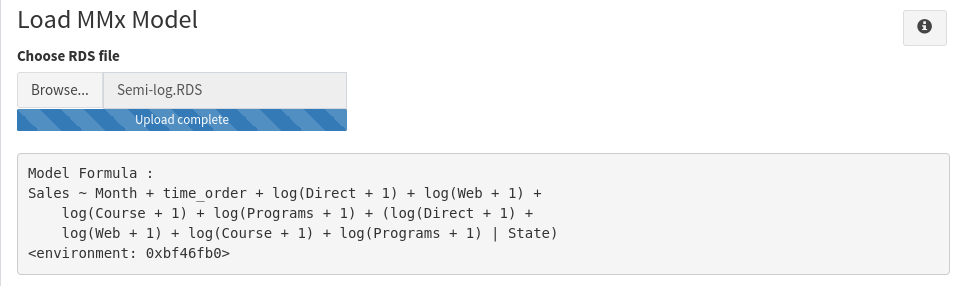 Load MMx Model
Choose RDS file
Browse... Semi-log.RDS
Upload complete
Model Formula :
Sales ~ Month + time_order + log(Direct + 1) + log(Web + 1) +
    log(Course + 1) + log(Programs + 1) + (log(Direct + 1) +
    log(Web + 1) + log(Course + 1) + log(Programs + 1) | State)
<environment: 0xbf46fb0>